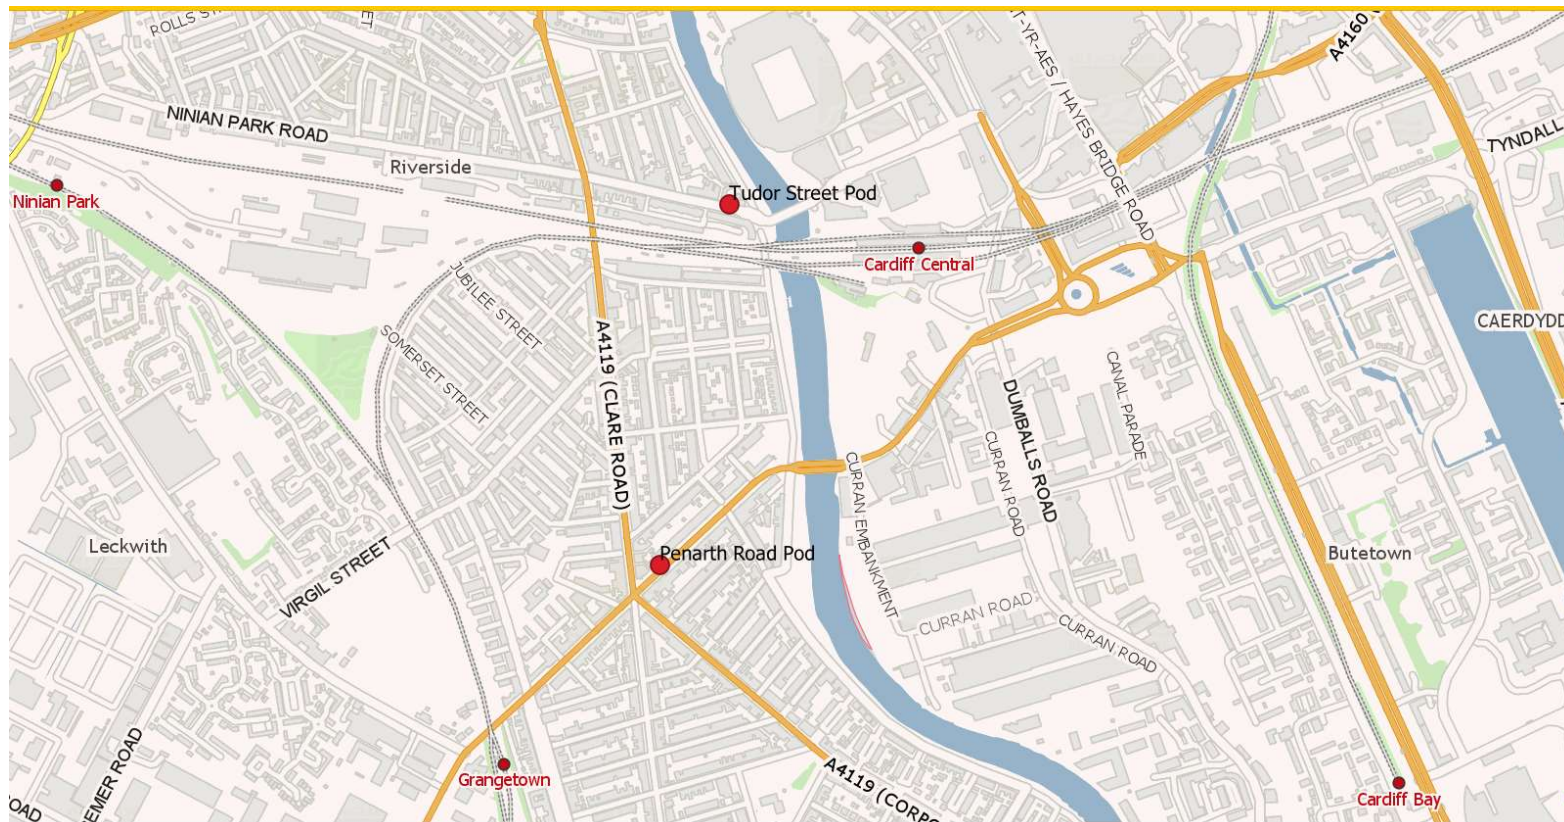 ROLLS
A4160
T-YR-AES / HAYES BRIDGE ROAD
NINIAN PARK ROAD
TYNDALL
Riverside
Ninian Park
Tudor Street Pod
Cardiff Central
JUBILEE STREET
SOMERSET STREET
A4119 (CLARE ROAD)
CAERDYDD
CANAL PARADE
DUMBALLS ROAD
CURRAN ROAD
CURRAN EMBANKMENT
Leckwith
VIRGIL STREET
Penarth Road Pod
Butetown
CURRAN ROAD
CURRAN ROAD
EMER ROAD
OAD
Grangetown
A4119 (CORPO
Cardiff Bay